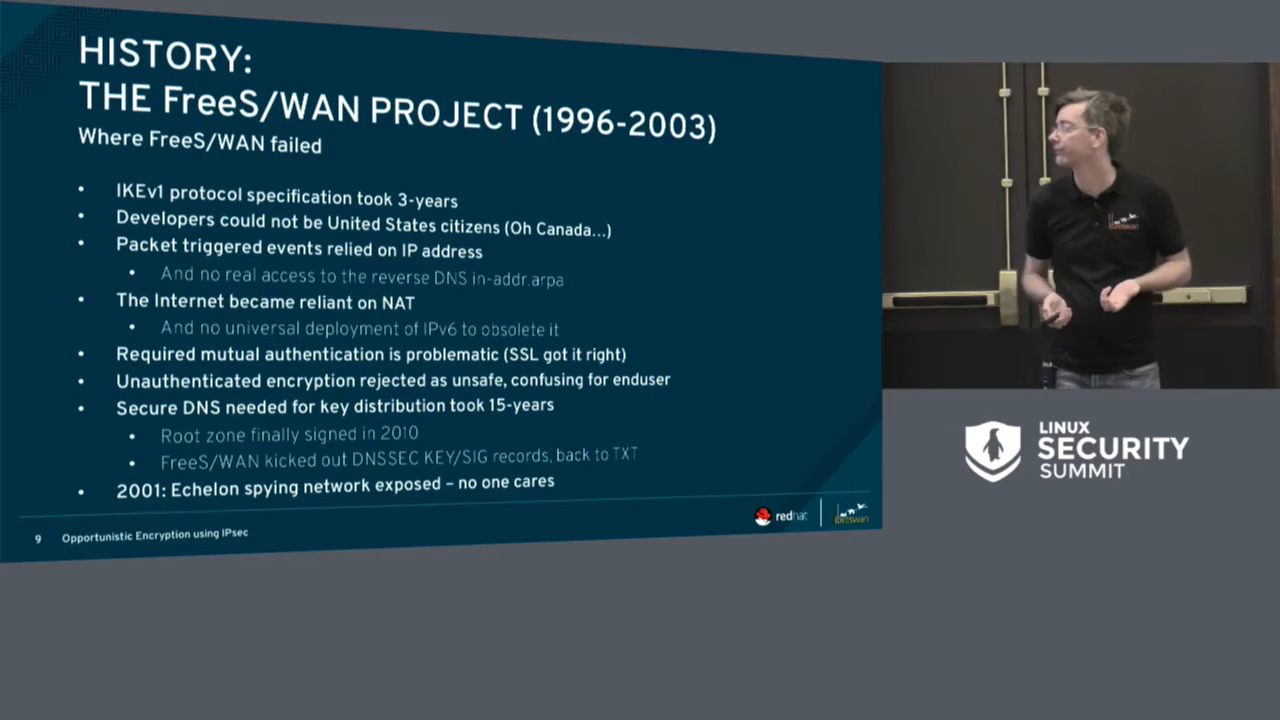 HISTORY:
THE FreeS/WAN PROJECT (1996-2003)
Where FreeS/WAN failed
• IKEv1 protocol specification took 3-years
• Developers could not be United States citizens (Oh Canada...)
• Packet triggered events relied on IP address
• And no real access to the reverse DNS in-addr.arpa
• The Internet became reliant on NAT
• And no universal deployment of IPv6 to obsolete it
• Required mutual authentication is problematic (SSL got it right)
• Unauthenticated encryption rejected as unsafe, confusing for enduser
• Secure DNS needed for key distribution took 15-years
• Root zone finally signed in 2010
• FreeS/WAN kicked out DNSSEC KEY/SIG records, back to TXT
• 2001: Echelon spying network exposed – no one cares
redhat
libreswan
9 Opportunistic Encryption using IPsec
libreswan
LINUX
SECURITY
SUMMIT